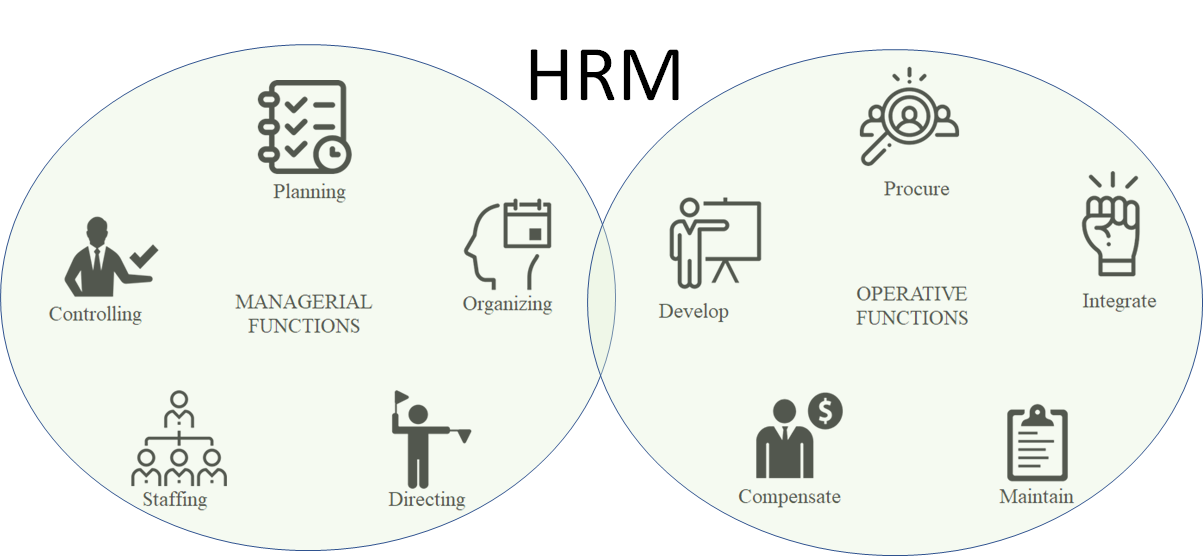 HRM
Planning
Controlling
Organizing
MANAGERIAL
FUNCTIONS
Staffing
Directing
Procure
Develop
Integrate
OPERATIVE
FUNCTIONS
$
Compensate
Maintain